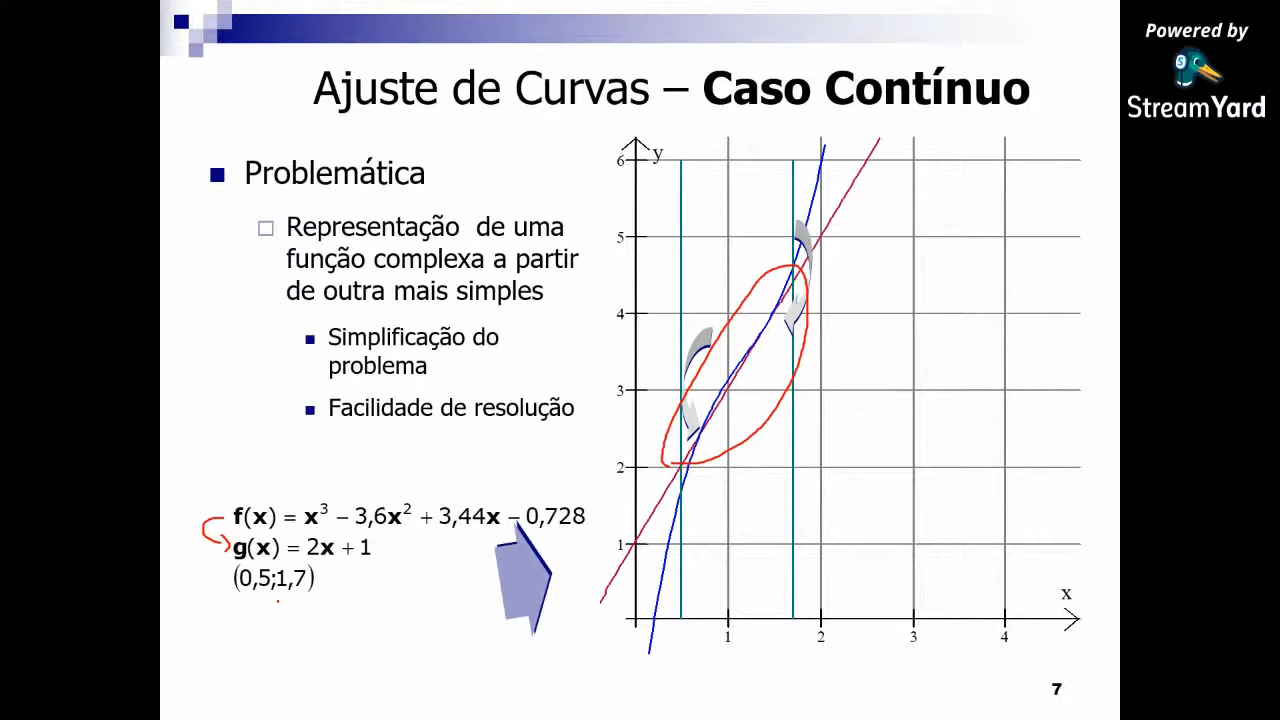 Powered by
StreamYard
Ajuste de Curvas – Caso Contínuo
Problemática
Representação de uma
função complexa a partir
de outra mais simples
Simplificação do
problema
Facilidade de resolução
f(x) = x³ – 3,6x² + 3,44x – 0,728
g(x) = 2x + 1
(0,5;1,7)
y
6
5
4
3
2
1
x
1
2
3
4
7